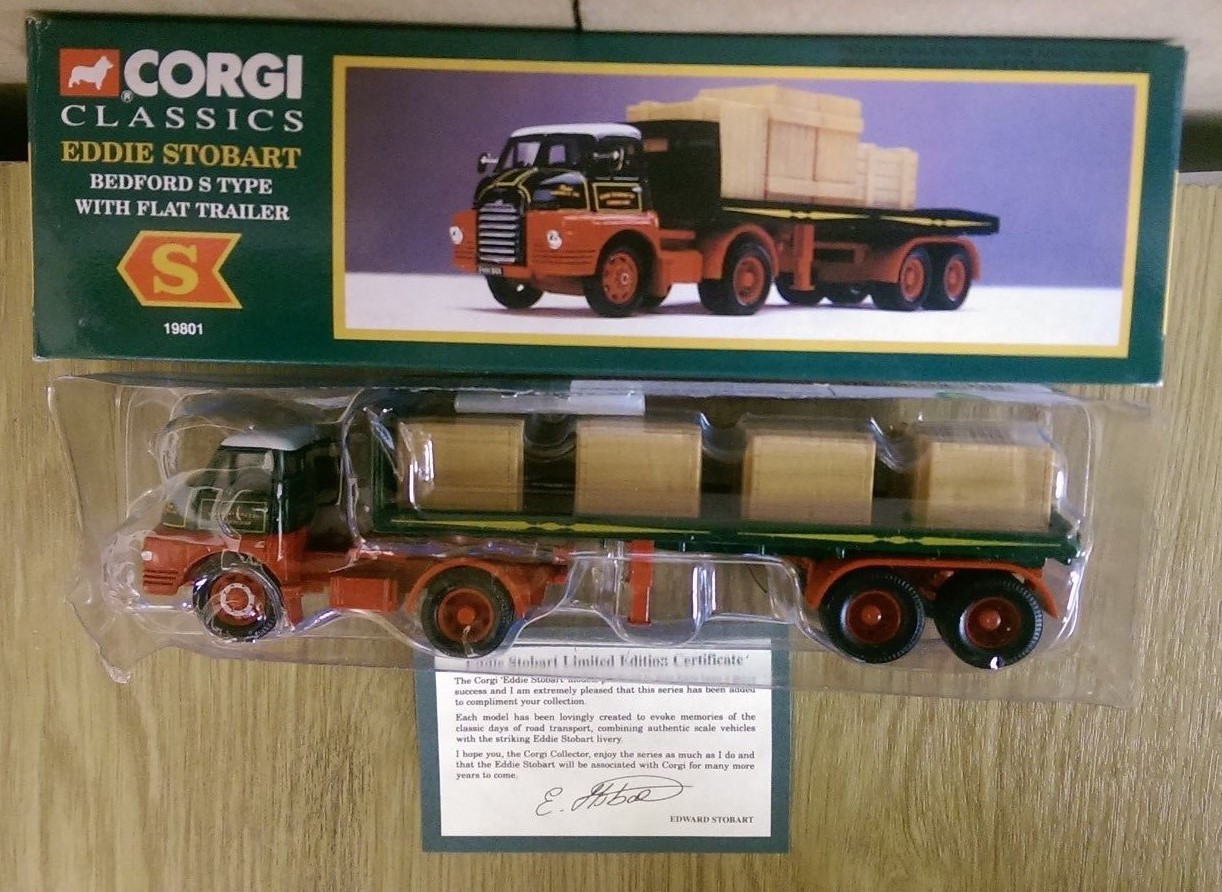 CORGI
®
CLASSICS
EDDIE STOBART
BEDFORD S TYPE
WITH FLAT TRAILER
S
19801
Eddie Stobart Limited Edition Certificate
The Corgi 'Eddie Stobart'
success and I am extremely pleased that this series has been added
to compliment your collection.
Each model has been lovingly created to evoke memories of the
classic days of road transport, combining authentic scale vehicles
with the striking Eddie Stobart livery.
I hope you, the Corgi Collector, enjoy the series as much as I do and
that the Eddie Stobart will be associated with Corgi for many more
years to come.
E. Stobart
EDWARD STOBART